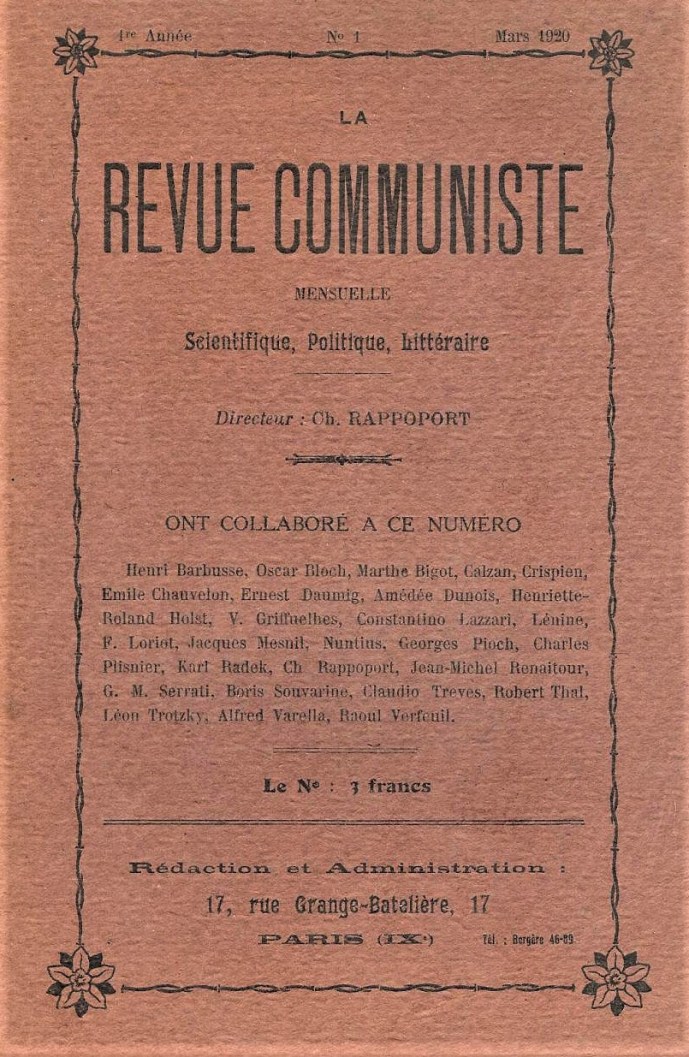 1re Année No 1 Mars 1920
LA
REVUE COMMUNISTE
MENSUELLE
Scientifique, Politique, Littéraire
Directeur : Ch. RAPPOPORT
ONT COLLABORÉ A CE NUMERO
Henri Barbusse, Oscar Bloch, Marthe Bigot, Calzan, Crispien,
Emile Chauvelon, Ernest Daumig, Amédée Dunois, Henriette-
Roland Holst, V. Griffuelhes, Constantino Lazzari, Lénine,
F. Loriot, Jacques Mesnil, Nuntius, Georges Pioch, Charles
Plisnier, Karl Radek, Ch Rappoport, Jean-Michel Renaitour,
G. M. Serrati, Boris Souvarine, Claudio Treves, Robert Thal,
Léon Trotzky, Alfred Varella, Raoul Verfeuil.
Le No : 3 francs
Rédaction et Administration :
17, rue Grange-Batelière, 17
PARIS (IXe) Tél. : Bergère 46-89